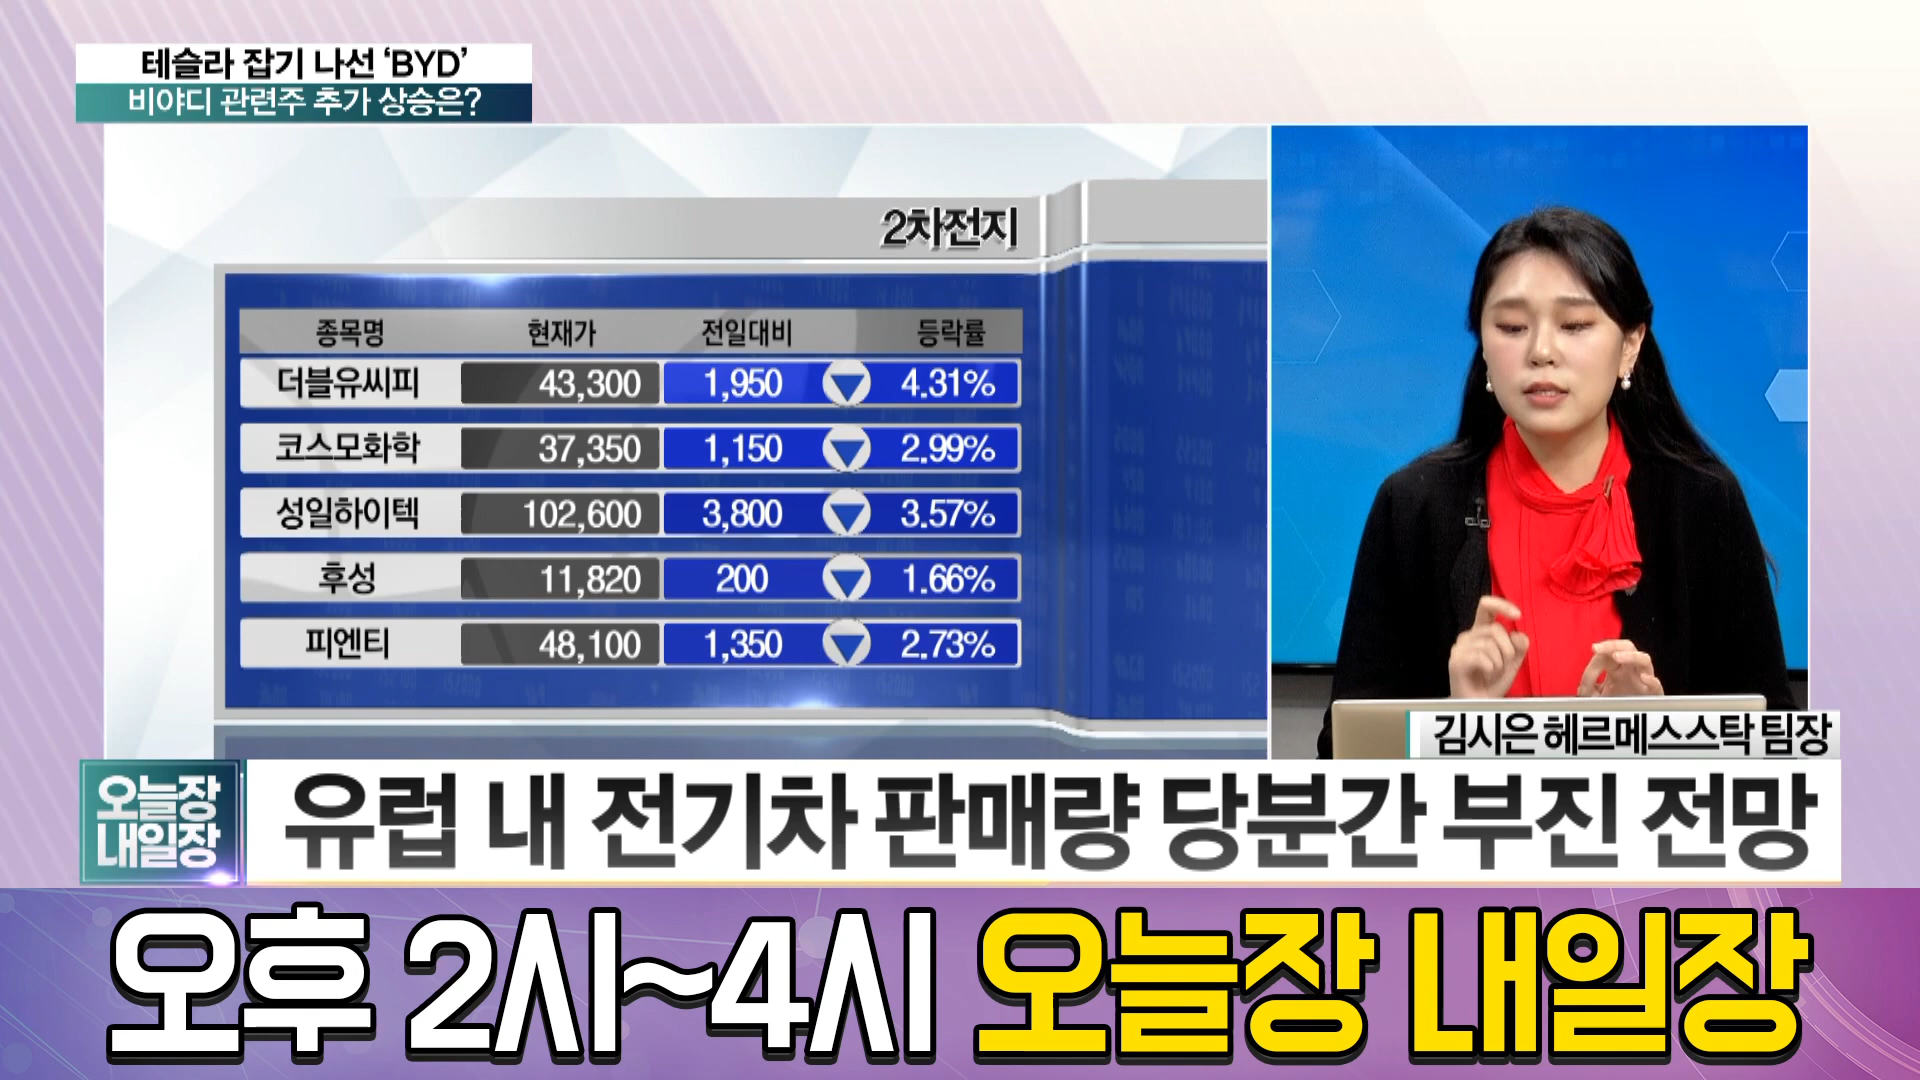 테슬라 잡기 나선 ‘BYD’
비야디 관련주 추가 상승은?
2차전지
종목명 현재가 전일대비 등락률
더블유씨피 43,300 1,950 ▼ 4.31%
코스모화학 37,350 1,150 ▼ 2.99%
성일하이텍 102,600 3,800 ▼ 3.57%
후성 11,820 200 ▼ 1.66%
피엔티 48,100 1,350 ▼ 2.73%
김시은 헤르메스스탁 팀장
오늘장
내일장
유럽 내 전기차 판매량 당분간 부진 전망
오후 2시~4시 오늘장 내일장